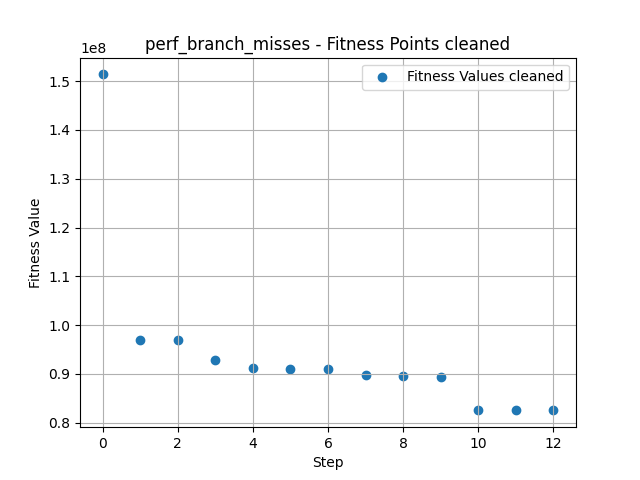 perf_branch_misses - Fitness Points cleaned
1e8
Fitness Values cleaned
1.5
1.4
1.3
1.2
1.1
1.0
0.9
0.8
Fitness Value
0 2 4 6 8 10 12
Step